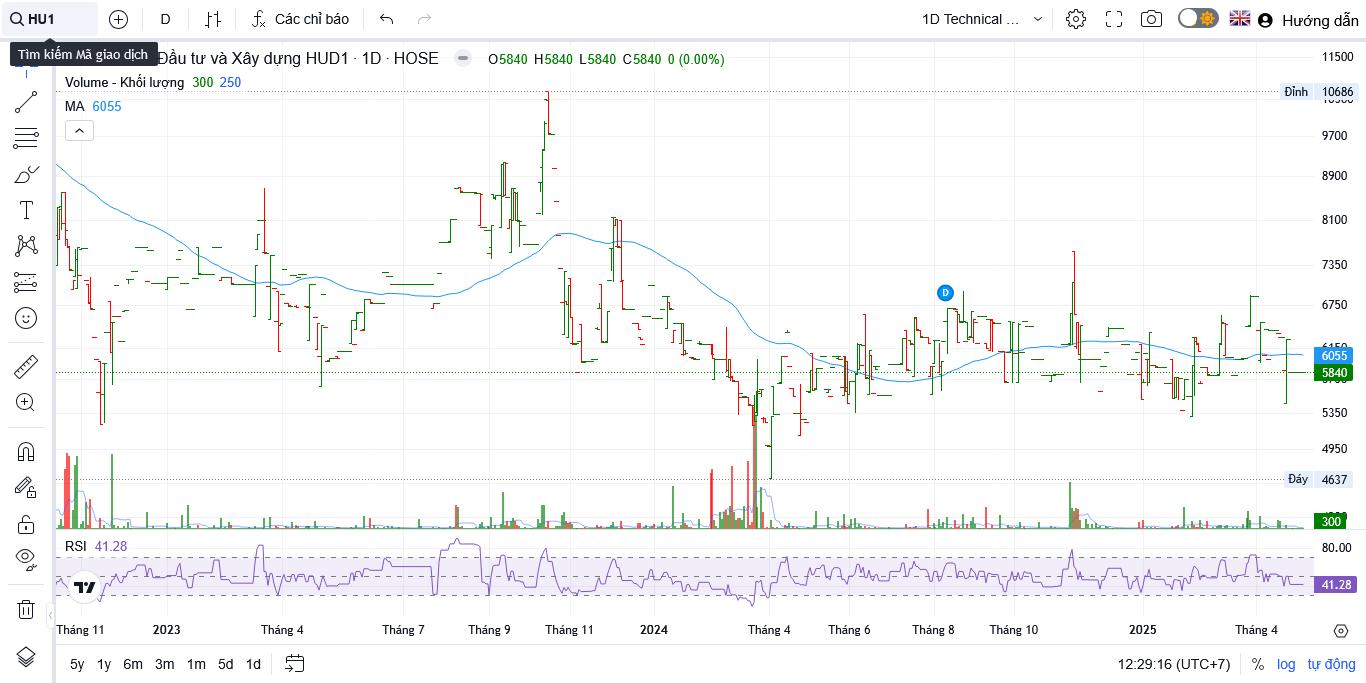 HU1
D
Các chỉ báo
1D Technical ...
Hướng dẫn
Tìm kiếm Mã giao dịch
Đầu tư và Xây dựng HUD1 · 1D · HOSE
O5840 H5840 L5840 C5840 0 (0.00%)
Volume - Khối lượng 300 250
MA 6055
11500
Đỉnh 10686
9700
8900
8100
7350
6750
6055
5840
5350
4950
Đáy 4637
300
D
RSI 41.28
80.00
41.28
Tháng 11 2023 Tháng 4 Tháng 7 Tháng 9 Tháng 11 2024 Tháng 4 Tháng 6 Tháng 8 Tháng 10 2025 Tháng 4
5y 1y 6m 3m 1m 5d 1d
12:29:16 (UTC+7) % log tự động